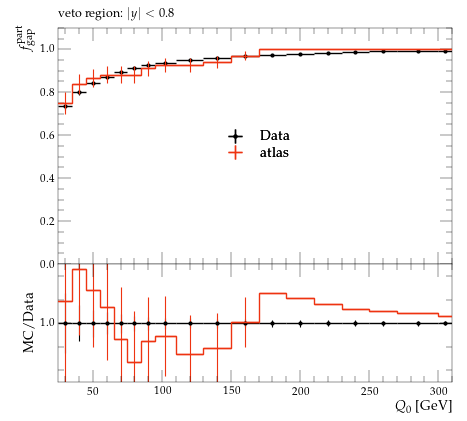 veto region: |y| < 0.8
f_gap^part
1.0
0.8
0.6
0.4
0.2
0.0
Data
atlas
MC/Data
1.0
50 100 150 200 250 300
Q₀ [GeV]